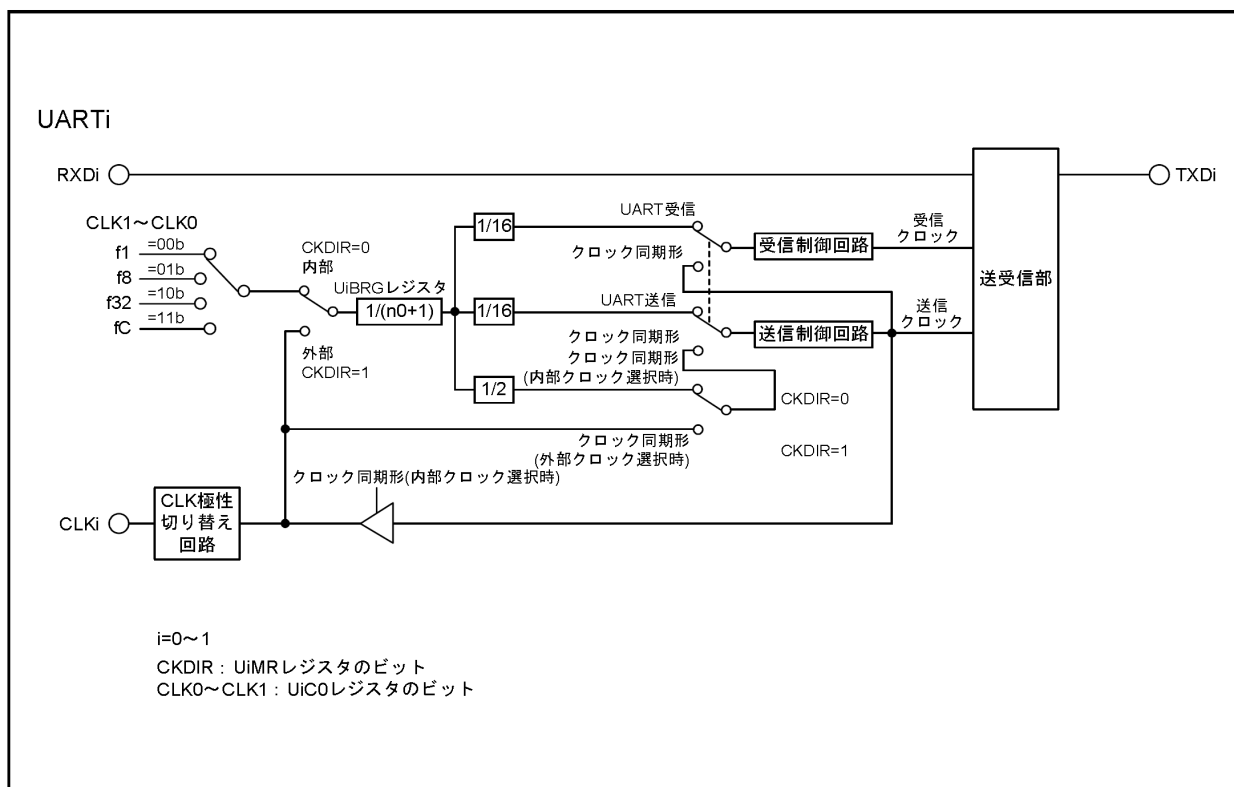 UARTi
RXDi
TXDi
CLK1～CLK0
f1
=00b
f8
=01b
f32
=10b
fC
=11b
CKDIR=0
内部
UiBRGレジスタ
1/(n0+1)
外部
CKDIR=1
1/16
UART受信
クロック同期形
受信制御回路
受信
クロック
1/16
UART送信
クロック同期形
送信制御回路
送信
クロック
送受信部
クロック同期形
(内部クロック選択時)
1/2
CKDIR=0
クロック同期形
(外部クロック選択時)
CKDIR=1
クロック同期形(内部クロック選択時)
CLKi
CLK極性
切り替え
回路
i=0～1
CKDIR : UiMRレジスタのビット
CLK0～CLK1 : UiC0レジスタのビット